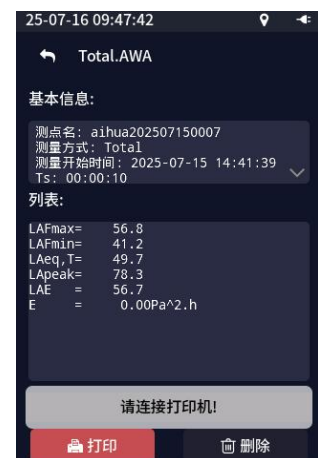 25-07-16 09:47:42
Total.AWA
基本信息:
测点名: aihua202507150007
测量方式: Total
测量开始时间: 2025-07-15 14:41:39
Ts: 00:00:10
列表:
LAFmax= 56.8
LAFmin= 41.2
LAeq,T= 49.7
LApeak= 78.3
LAE = 56.7
E = 0.00Pa^2.h
请连接打印机!
打印 删除